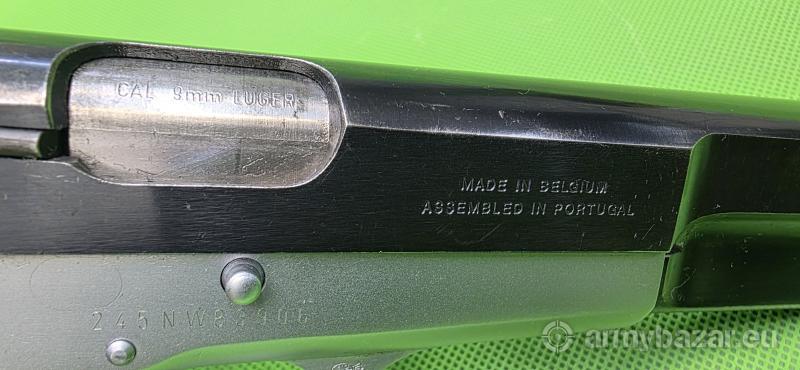 CAL 9mm LUGER
MADE IN BELGIUM
ASSEMBLED IN PORTUGAL
armybazar.eu